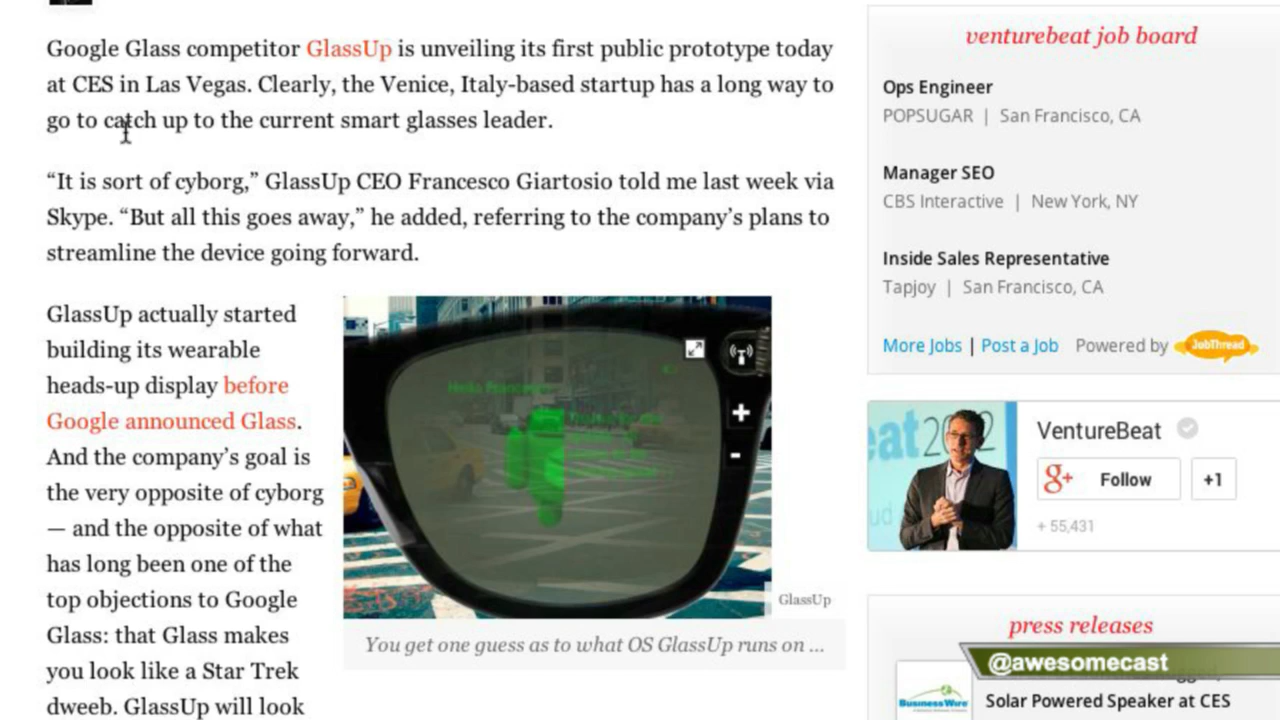 Google Glass competitor GlassUp is unveiling its first public prototype today
at CES in Las Vegas. Clearly, the Venice, Italy-based startup has a long way to
go to catch up to the current smart glasses leader.
“It is sort of cyborg,” GlassUp CEO Francesco Giartosio told me last week via
Skype. “But all this goes away,” he added, referring to the company’s plans to
streamline the device going forward.
GlassUp actually started
building its wearable
heads-up display before
Google announced Glass.
And the company’s goal is
the very opposite of cyborg
— and the opposite of what
has long been one of the
top objections to Google
Glass: that Glass makes
you look like a Star Trek
dweeb. GlassUp will look
Hello Francesco
+
-
GlassUp
You get one guess as to what OS GlassUp runs on ...
venturebeat job board
Ops Engineer
POPSUGAR | San Francisco, CA
Manager SEO
CBS Interactive | New York, NY
Inside Sales Representative
Tapjoy | San Francisco, CA
More Jobs | Post a Job Powered by JobThread
eat2012
VentureBeat
g+ Follow +1
+ 55,431
press releases
@awesomecast
BusinessWire
Solar Powered Speaker at CES